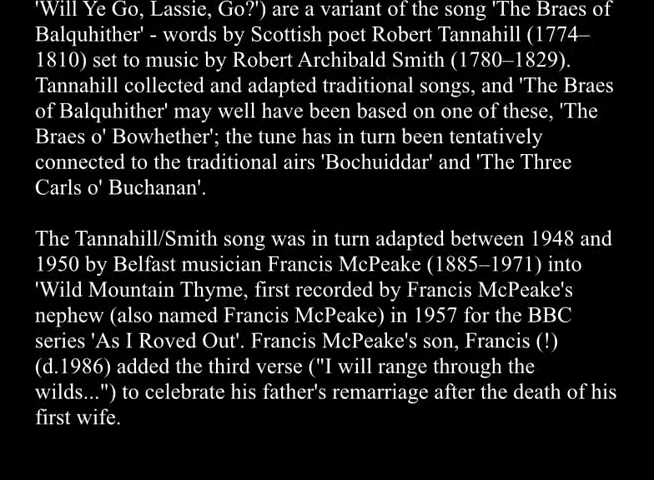 'Will Ye Go, Lassie, Go?') are a variant of the song 'The Braes of
Balquhither' - words by Scottish poet Robert Tannahill (1774–
1810) set to music by Robert Archibald Smith (1780–1829).
Tannahill collected and adapted traditional songs, and 'The Braes
of Balquhither' may well have been based on one of these, 'The
Braes o' Bowhether'; the tune has in turn been tentatively
connected to the traditional airs 'Bochuiddar' and 'The Three
Carls o' Buchanan'.
The Tannahill/Smith song was in turn adapted between 1948 and
1950 by Belfast musician Francis McPeake (1885–1971) into
'Wild Mountain Thyme, first recorded by Francis McPeake's
nephew (also named Francis McPeake) in 1957 for the BBC
series 'As I Roved Out'. Francis McPeake's son, Francis (!)
(d.1986) added the third verse ("I will range through the
wilds...") to celebrate his father's remarriage after the death of his
first wife.